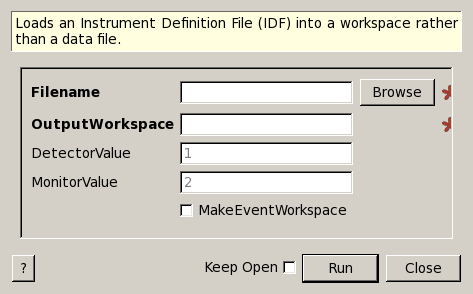 Loads an Instrument Definition File (IDF) into a workspace rather
than a data file.
Filename Browse *
OutputWorkspace *
DetectorValue 1
MonitorValue 2
MakeEventWorkspace
? Keep Open Run Close